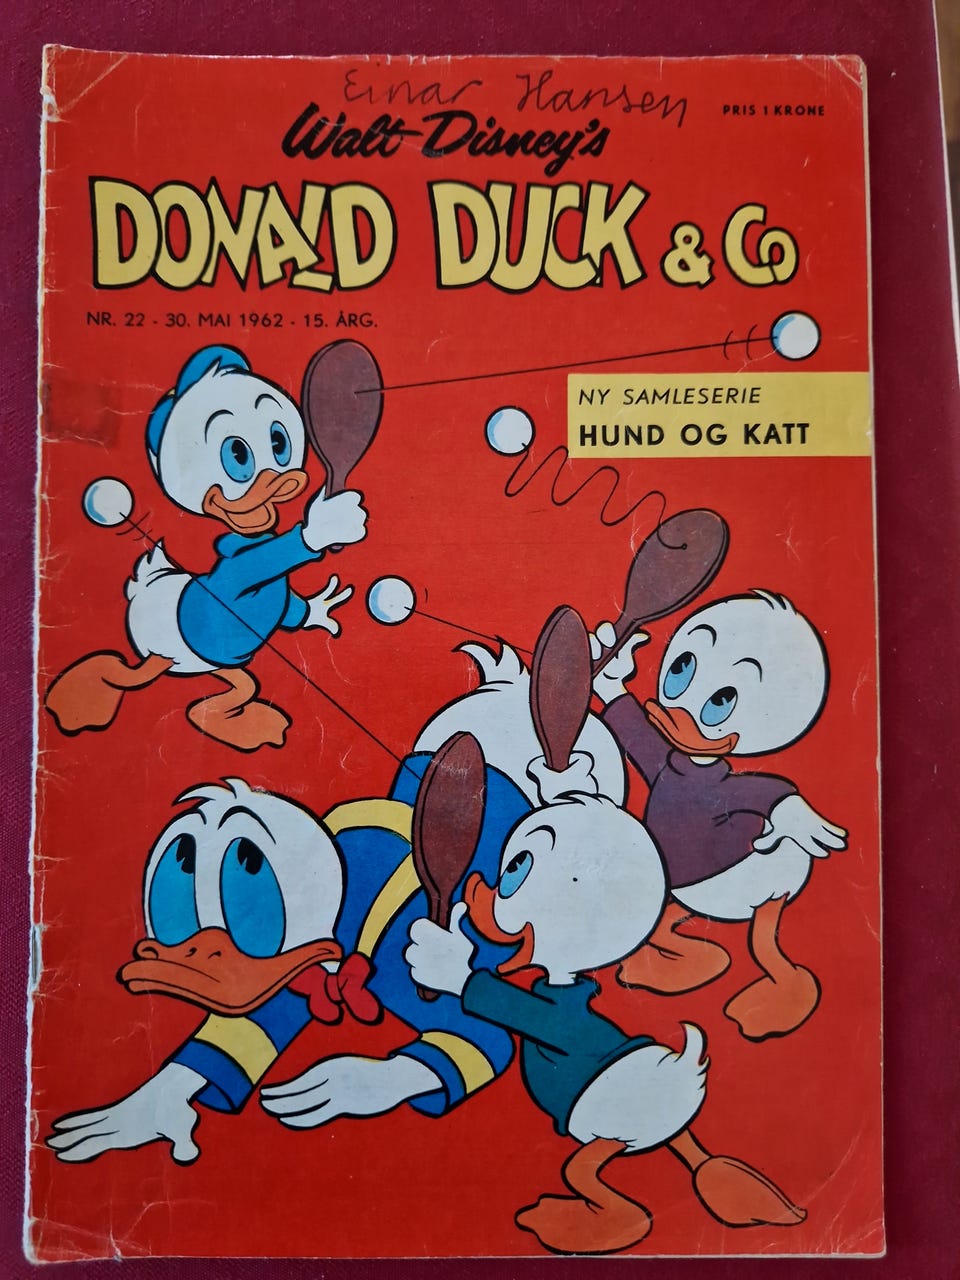 Einar Hansen
PRIS 1 KRONE
Walt Disney's
DONALD DUCK & Co
NR. 22 - 30. MAI 1962 - 15. ÅRG.
NY SAMLESERIE
HUND OG KATT